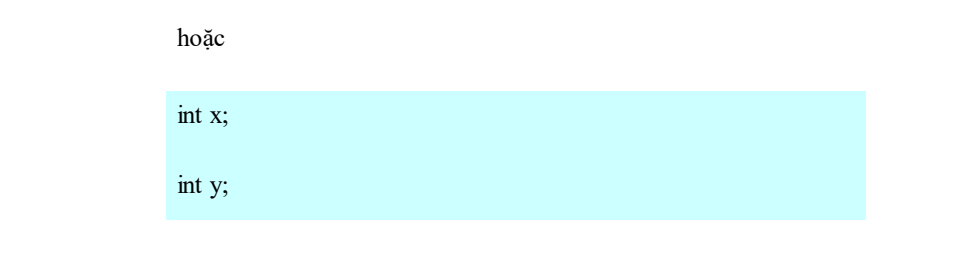 hoặc
int x;
int y;